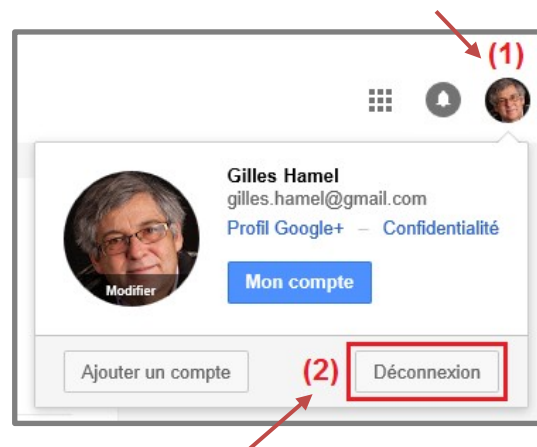 (1)
Gilles Hamel
gilles.hamel@gmail.com
Profil Google+ – Confidentialité
Modifier
Mon compte
Ajouter un compte
(2)
Déconnexion